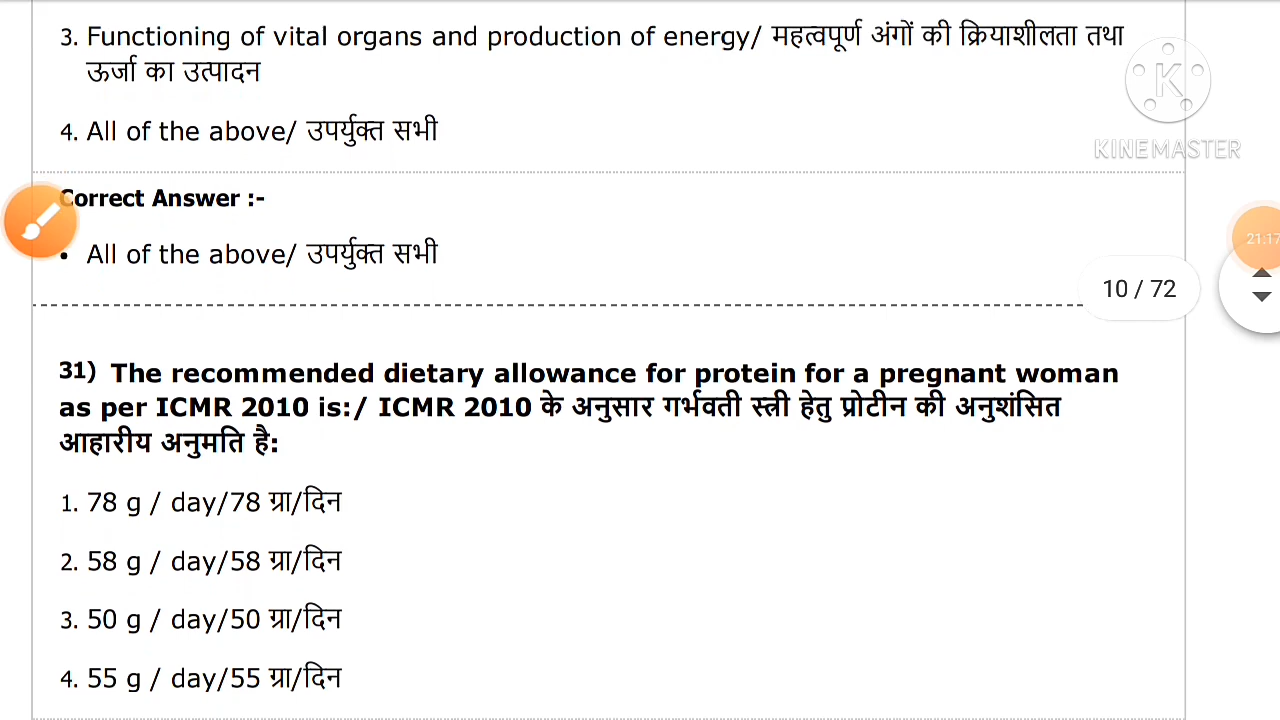 3. Functioning of vital organs and production of energy/ महत्वपूर्ण अंगों की क्रियाशीलता तथा
ऊर्जा का उत्पादन
4. All of the above/ उपर्युक्त सभी
K
KINEMASTER
Correct Answer :-
• All of the above/ उपर्युक्त सभी
21:17
10 / 72
31) The recommended dietary allowance for protein for a pregnant woman
as per ICMR 2010 is:/ ICMR 2010 के अनुसार गर्भवती स्त्री हेतु प्रोटीन की अनुशंसित
आहारीय अनुमति है:
1. 78 g / day/78 ग्रा/दिन
2. 58 g / day/58 ग्रा/दिन
3. 50 g / day/50 ग्रा/दिन
4. 55 g / day/55 ग्रा/दिन